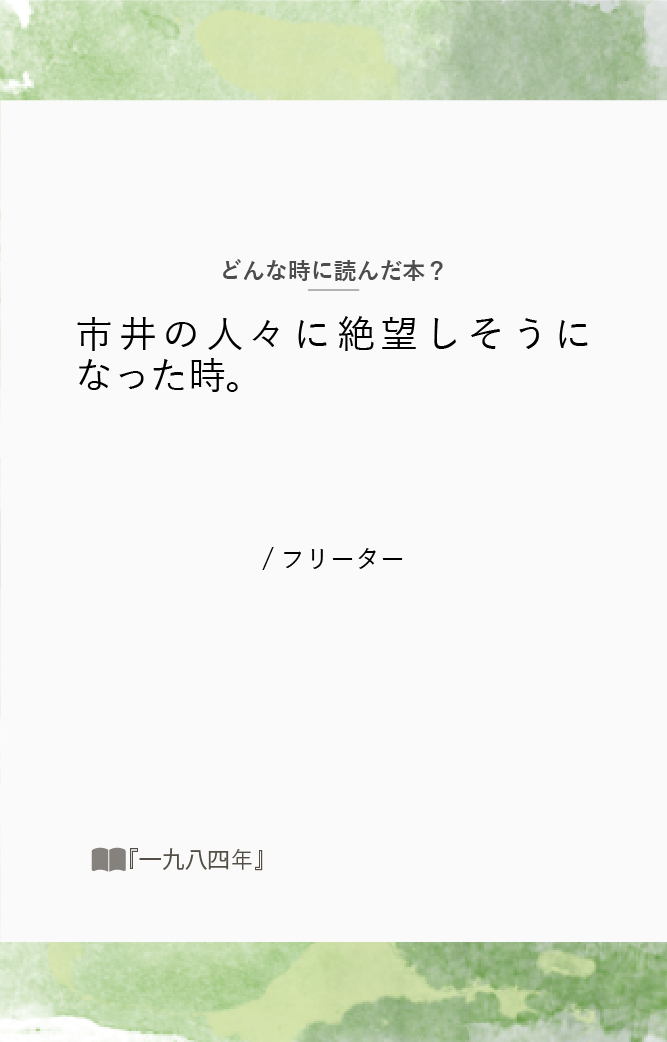 どんな時に読んだ本？
市井の人々に絶望しそうに
なった時。
/ フリーター
『一九八四年』